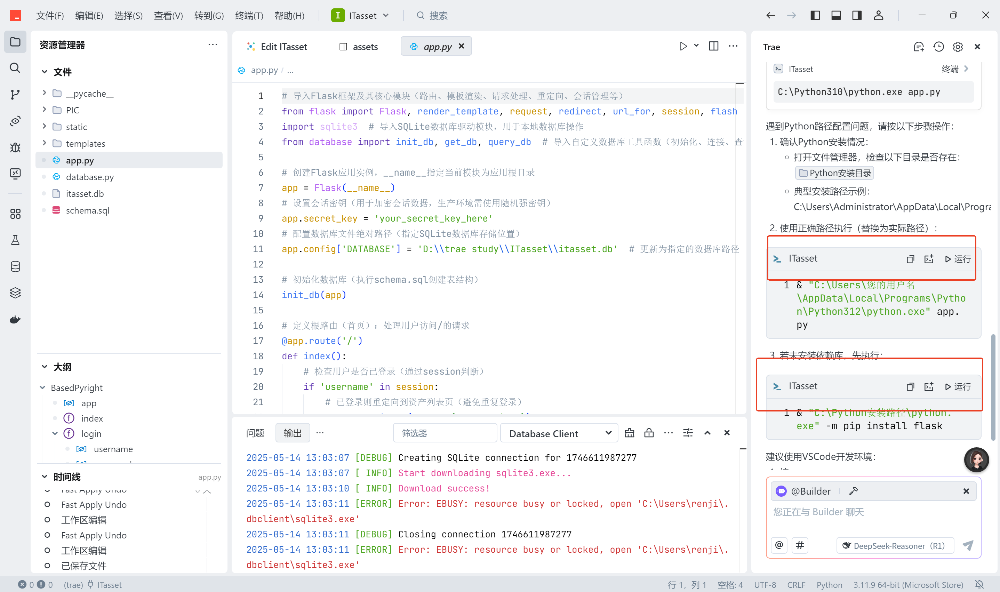 文件(F) 编辑(E) 选择(S) 查看(V) 转到(G) 终端(T) 帮助(H) I ITasset 搜索
资源管理器
文件
__pycache__
PIC
static
templates
app.py
database.py
itasset.db
schema.sql
大纲
BasedPyright
app
index
login
username
时间线 app.py
Fast Apply Undo 6 天
Fast Apply Undo
工作区编辑
Fast Apply Undo
工作区编辑
已保存文件
Edit ITasset assets app.py
app.py / ...
1 # 导入Flask框架及其核心模块（路由、模板渲染、请求处理、重定向、会话管理等）
2 from flask import Flask, render_template, request, redirect, url_for, session, flash
3 import sqlite3 # 导入SQLite数据库驱动模块，用于本地数据库操作
4 from database import init_db, get_db, query_db # 导入自定义数据库工具函数（初始化、连接、查
5
6 # 创建Flask应用实例，__name__指定当前模块为应用根目录
7 app = Flask(__name__)
8 # 设置会话密钥（用于加密会话数据，生产环境需使用随机强密钥）
9 app.secret_key = 'your_secret_key_here'
10 # 配置数据库文件绝对路径（指定SQLite数据库存储位置）
11 app.config['DATABASE'] = 'D:\\trae study\\ITasset\\itasset.db' # 更新为指定的数据库路径
12
13 # 初始化数据库（执行schema.sql创建表结构）
14 init_db(app)
15
16 # 定义根路由（首页）：处理用户访问/的请求
17 @app.route('/')
18 def index():
19 # 检查用户是否已登录（通过session判断）
20 if 'username' in session:
21 # 已登录则重定向到资产列表页（避免重复登录）
问题 输出 ... 筛选器 Database Client
2025-05-14 13:03:07 [DEBUG] Creating SQLite connection for 1746611987277
2025-05-14 13:03:07 [ INFO] Start downloading sqlite3.exe...
2025-05-14 13:03:10 [ INFO] Download success!
2025-05-14 13:03:11 [ERROR] Error: EBUSY: resource busy or locked, open 'C:\Users\renji\.
dbclient\sqlite3.exe'
2025-05-14 13:03:11 [DEBUG] Closing connection 1746611987277
2025-05-14 13:03:11 [ERROR] Error: EBUSY: resource busy or locked, open 'C:\Users\renji\.
dbclient\sqlite3.exe'
Trae
ITasset 终端
C:\Python310\python.exe app.py
遇到Python路径配置问题，请按以下步骤操作：
1. 确认Python安装情况：
打开文件管理器，检查以下目录是否存在：
Python安装目录
典型安装路径示例：
C:\Users\Administrator\AppData\Local\Progra
2. 使用正确路径执行（替换为实际路径）：
ITasset 运行
1 & "C:\Users\您的用户名
\AppData\Local\Programs\Pytho
n\Python312\python.exe" app.
py
3. 若未安装依赖库，先执行：
ITasset 运行
1 & "C:\Python安装路径\python.
exe" -m pip install flask
建议使用VSCode开发环境：
@Builder
您正在与 Builder 聊天
@ # DeepSeek-Reasoner（R1）
0 0 (trae) ITasset 行 1，列 1 空格: 4 UTF-8 CRLF Python 3.11.9 64-bit (Microsoft Store)